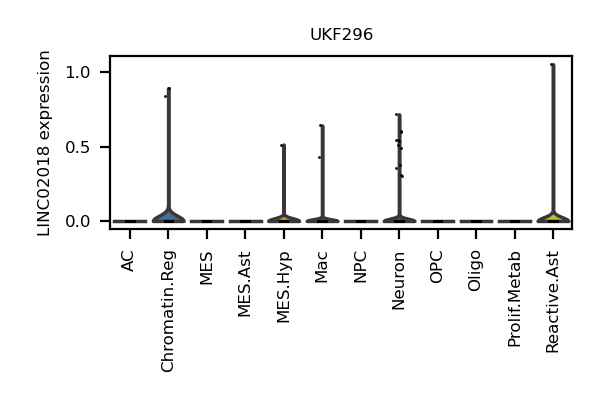 UKF296
LINC02018 expression
1.0
0.5
0.0
AC
Chromatin.Reg
MES
MES.Ast
MES.Hyp
Mac
NPC
Neuron
OPC
Oligo
Prolif.Metab
Reactive.Ast